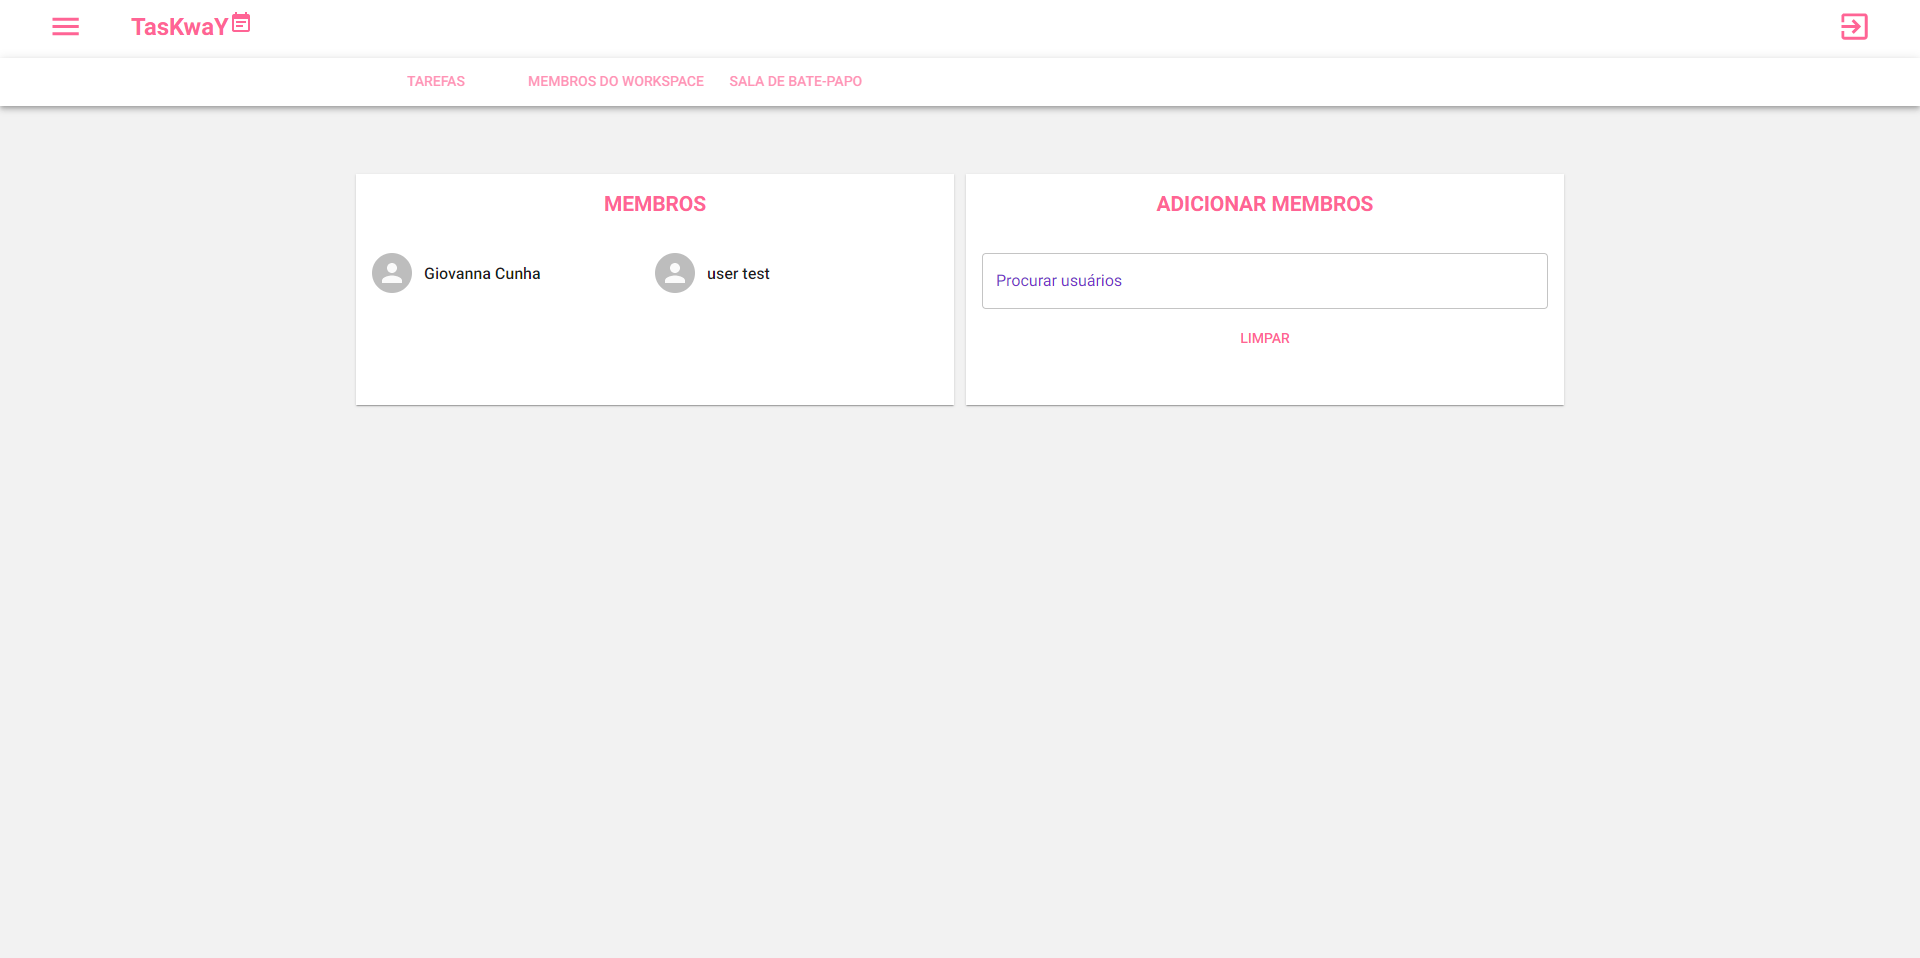 TasKwaY
TAREFAS
MEMBROS DO WORKSPACE
SALA DE BATE-PAPO
MEMBROS
Giovanna Cunha
user test
ADICIONAR MEMBROS
Procurar usuários
LIMPAR